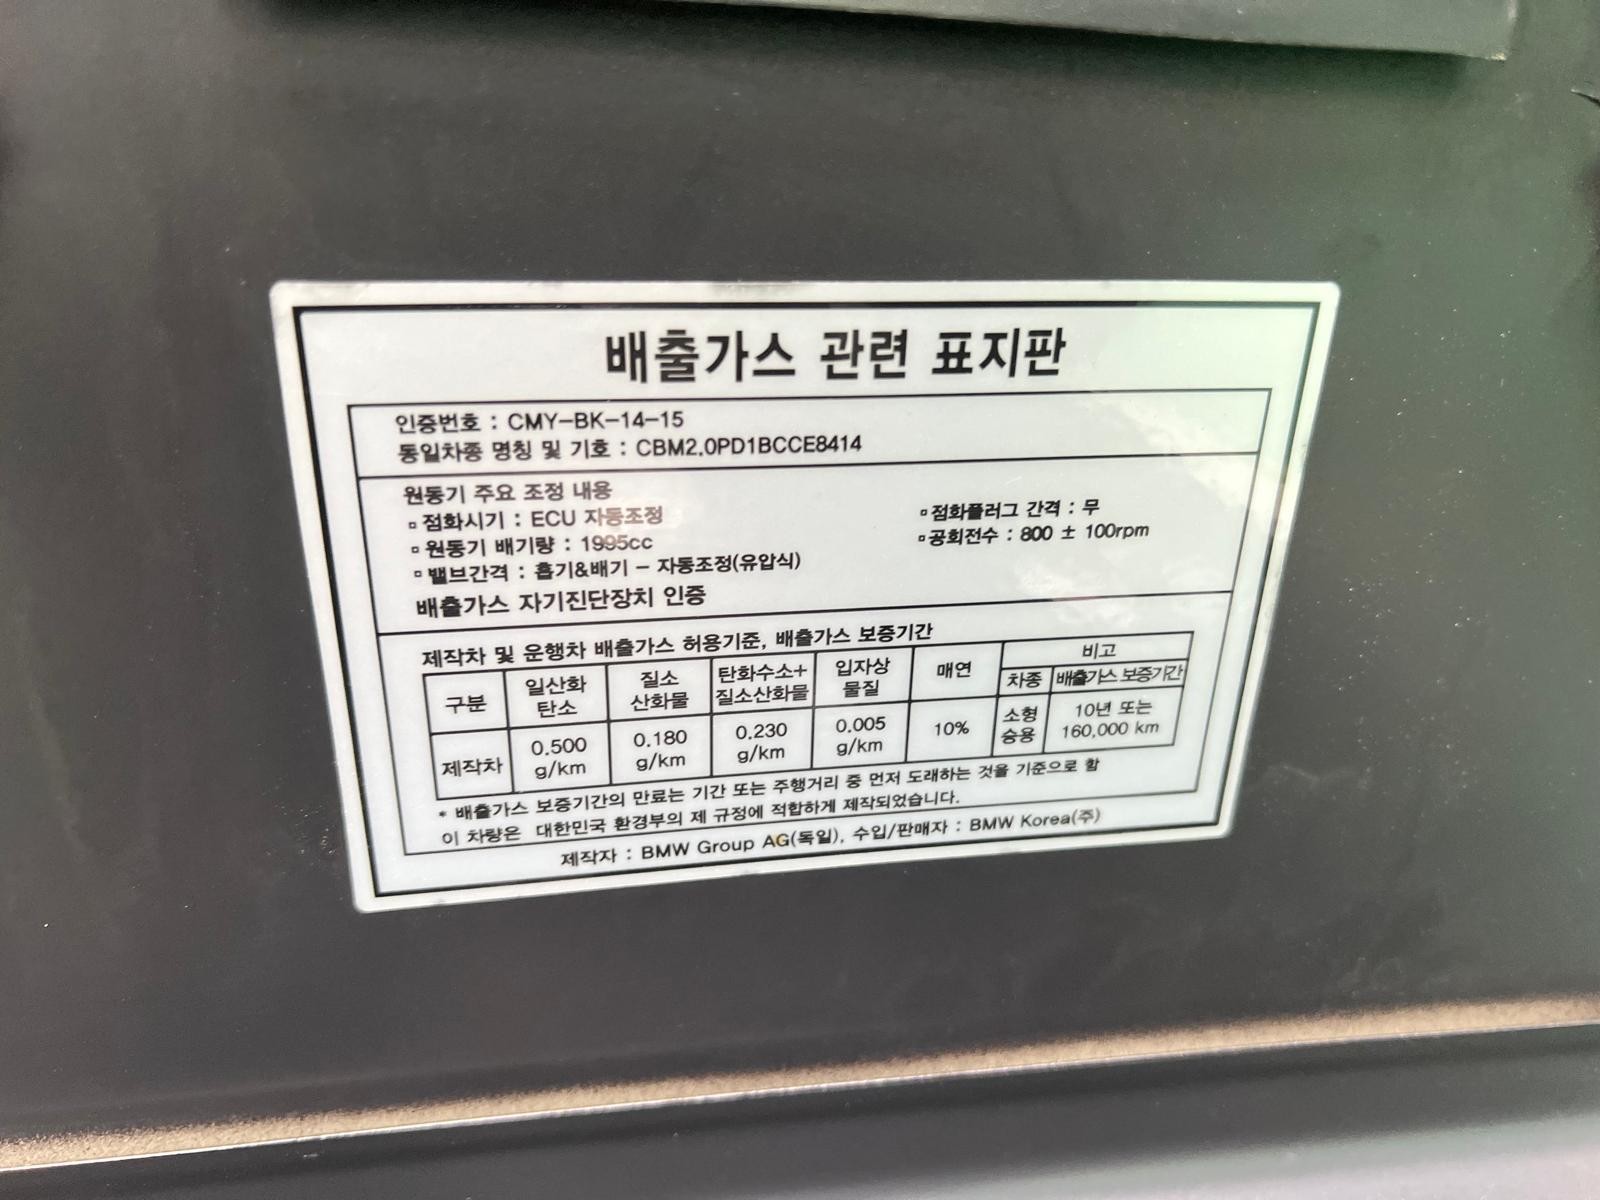 배출가스 관련 표지판
인증번호 : CMY-BK-14-15
동일차종 명칭 및 기호 : CBM2.0PD1BCCE8414
원동기 주요 조정 내용
▫ 점화시기 : ECU 자동조정 ▫ 점화플러그 간격 : 무
▫ 원동기 배기량 : 1995cc ▫ 공회전수 : 800 ± 100rpm
▫ 밸브간격 : 흡기&배기 - 자동조정(유압식)
배출가스 자기진단장치 인증
제작차 및 운행차 배출가스 허용기준, 배출가스 보증기간
구분 일산화탄소 질소산화물 탄화수소+질소산화물 입자상물질 매연 비고
차종 배출가스 보증기간
제작차 0.500 g/km 0.180 g/km 0.230 g/km 0.005 g/km 10% 소형승용 10년 또는 160,000 km
* 배출가스 보증기간의 만료는 기간 또는 주행거리 중 먼저 도래하는 것을 기준으로 함
이 차량은 대한민국 환경부의 제 규정에 적합하게 제작되었습니다.
제작자 : BMW Group AG(독일), 수입/판매자 : BMW Korea(주)